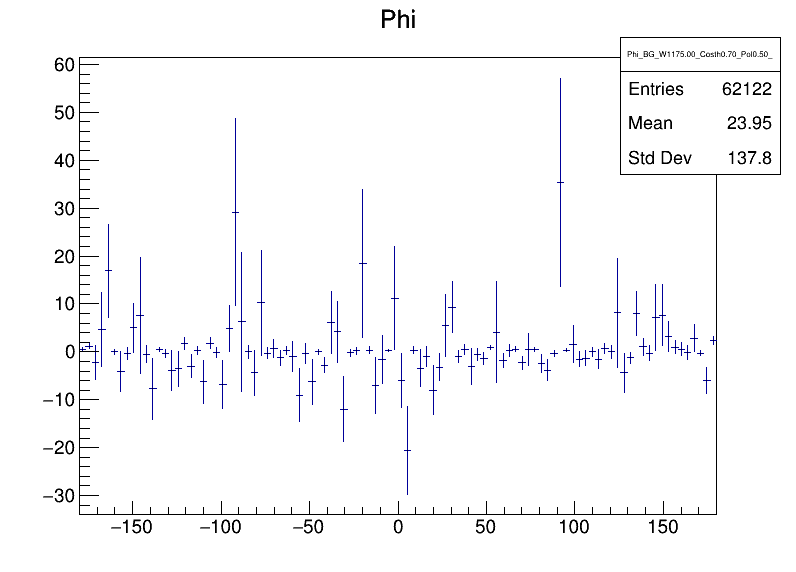 Phi
Phi_BG_W1175.00_Costh0.70_Pol0.50_
Entries 62122
Mean 23.95
Std Dev 137.8
60
50
40
30
20
10
0
−10
−20
−30
−150 −100 −50 0 50 100 150